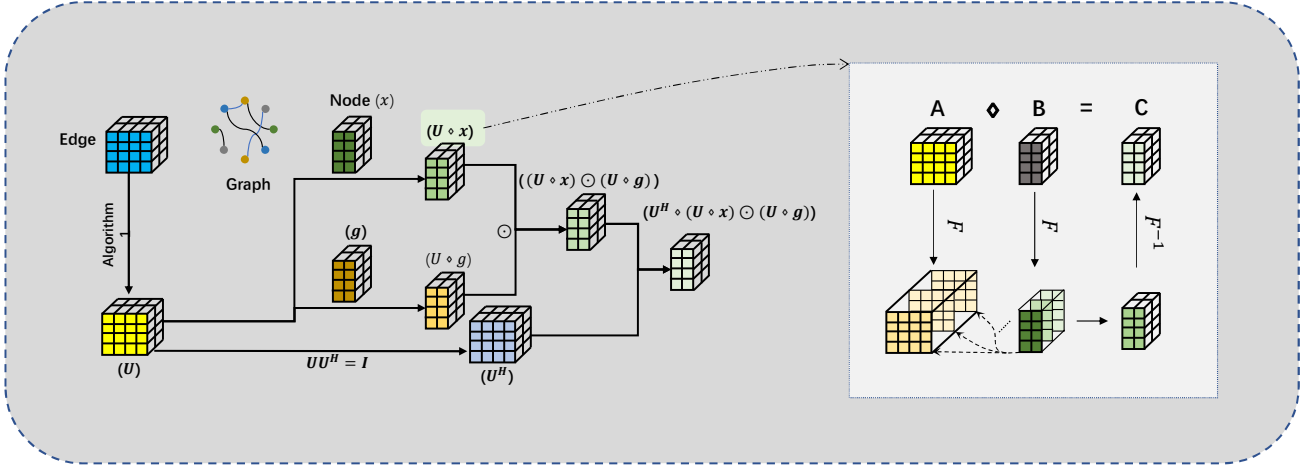 Edge
Graph
Node (x)
(U ⋄ x)
Algorithm
1
(g)
(U ⋄ g)
⊙
((U ⋄ x) ⊙ (U ⋄ g) )
(U^H ⋄ (U ⋄ x) ⊙ (U ⋄ g))
(U)
UU^H = I
(U^H)
A ⋄ B = C
F
F
F^{-1}